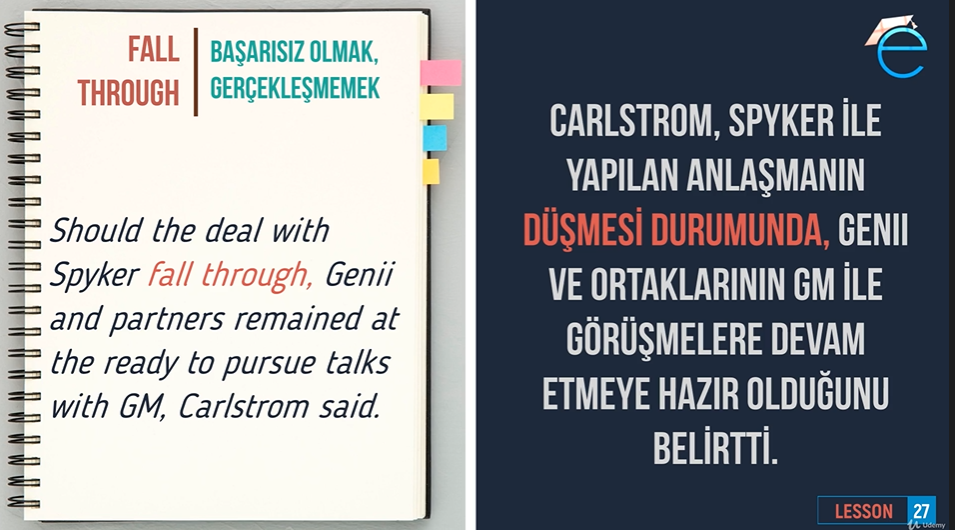 FALL
THROUGH
BAŞARISIZ OLMAK,
GERÇEKLEŞMEMEK
Should the deal with
Spyker fall through, Genii
and partners remained at
the ready to pursue talks
with GM, Carlstrom said.
e
CARLSTROM, SPYKER İLE
YAPILAN ANLAŞMANIN
DÜŞMESİ DURUMUNDA, GENII
VE ORTAKLARININ GM İLE
GÖRÜŞMELERE DEVAM
ETMEYE HAZIR OLDUĞUNU
BELİRTTİ.
LESSON 27
Udemy